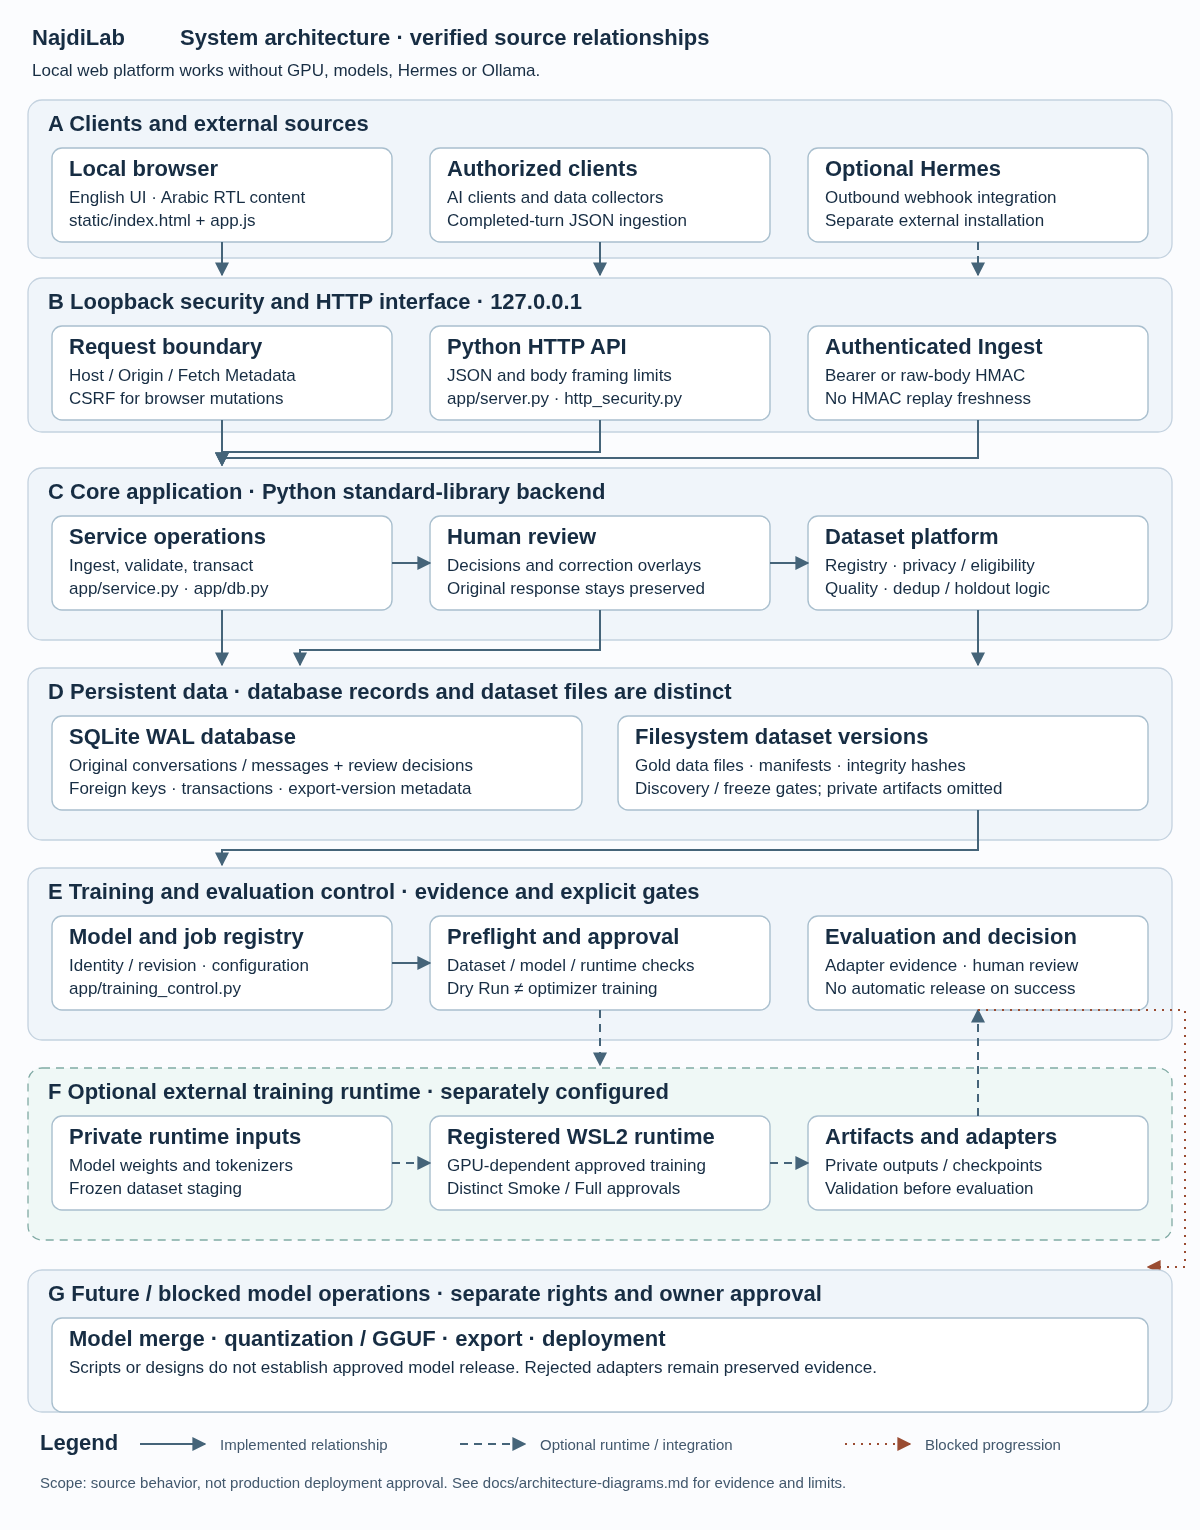 NajdiLab System architecture · verified source relationships
Local web platform works without GPU, models, Hermes or Ollama.
A Clients and external sources
Local browser
English UI · Arabic RTL content
static/index.html + app.js
Authorized clients
AI clients and data collectors
Completed-turn JSON ingestion
Optional Hermes
Outbound webhook integration
Separate external installation
B Loopback security and HTTP interface · 127.0.0.1
Request boundary
Host / Origin / Fetch Metadata
CSRF for browser mutations
Python HTTP API
JSON and body framing limits
app/server.py · http_security.py
Authenticated Ingest
Bearer or raw-body HMAC
No HMAC replay freshness
C Core application · Python standard-library backend
Service operations
Ingest, validate, transact
app/service.py · app/db.py
Human review
Decisions and correction overlays
Original response stays preserved
Dataset platform
Registry · privacy / eligibility
Quality · dedup / holdout logic
D Persistent data · database records and dataset files are distinct
SQLite WAL database
Original conversations / messages + review decisions
Foreign keys · transactions · export-version metadata
Filesystem dataset versions
Gold data files · manifests · integrity hashes
Discovery / freeze gates; private artifacts omitted
E Training and evaluation control · evidence and explicit gates
Model and job registry
Identity / revision · configuration
app/training_control.py
Preflight and approval
Dataset / model / runtime checks
Dry Run ≠ optimizer training
Evaluation and decision
Adapter evidence · human review
No automatic release on success
F Optional external training runtime · separately configured
Private runtime inputs
Model weights and tokenizers
Frozen dataset staging
Registered WSL2 runtime
GPU-dependent approved training
Distinct Smoke / Full approvals
Artifacts and adapters
Private outputs / checkpoints
Validation before evaluation
G Future / blocked model operations · separate rights and owner approval
Model merge · quantization / GGUF · export · deployment
Scripts or designs do not establish approved model release. Rejected adapters remain preserved evidence.
Legend Implemented relationship Optional runtime / integration Blocked progression
Scope: source behavior, not production deployment approval. See docs/architecture-diagrams.md for evidence and limits.